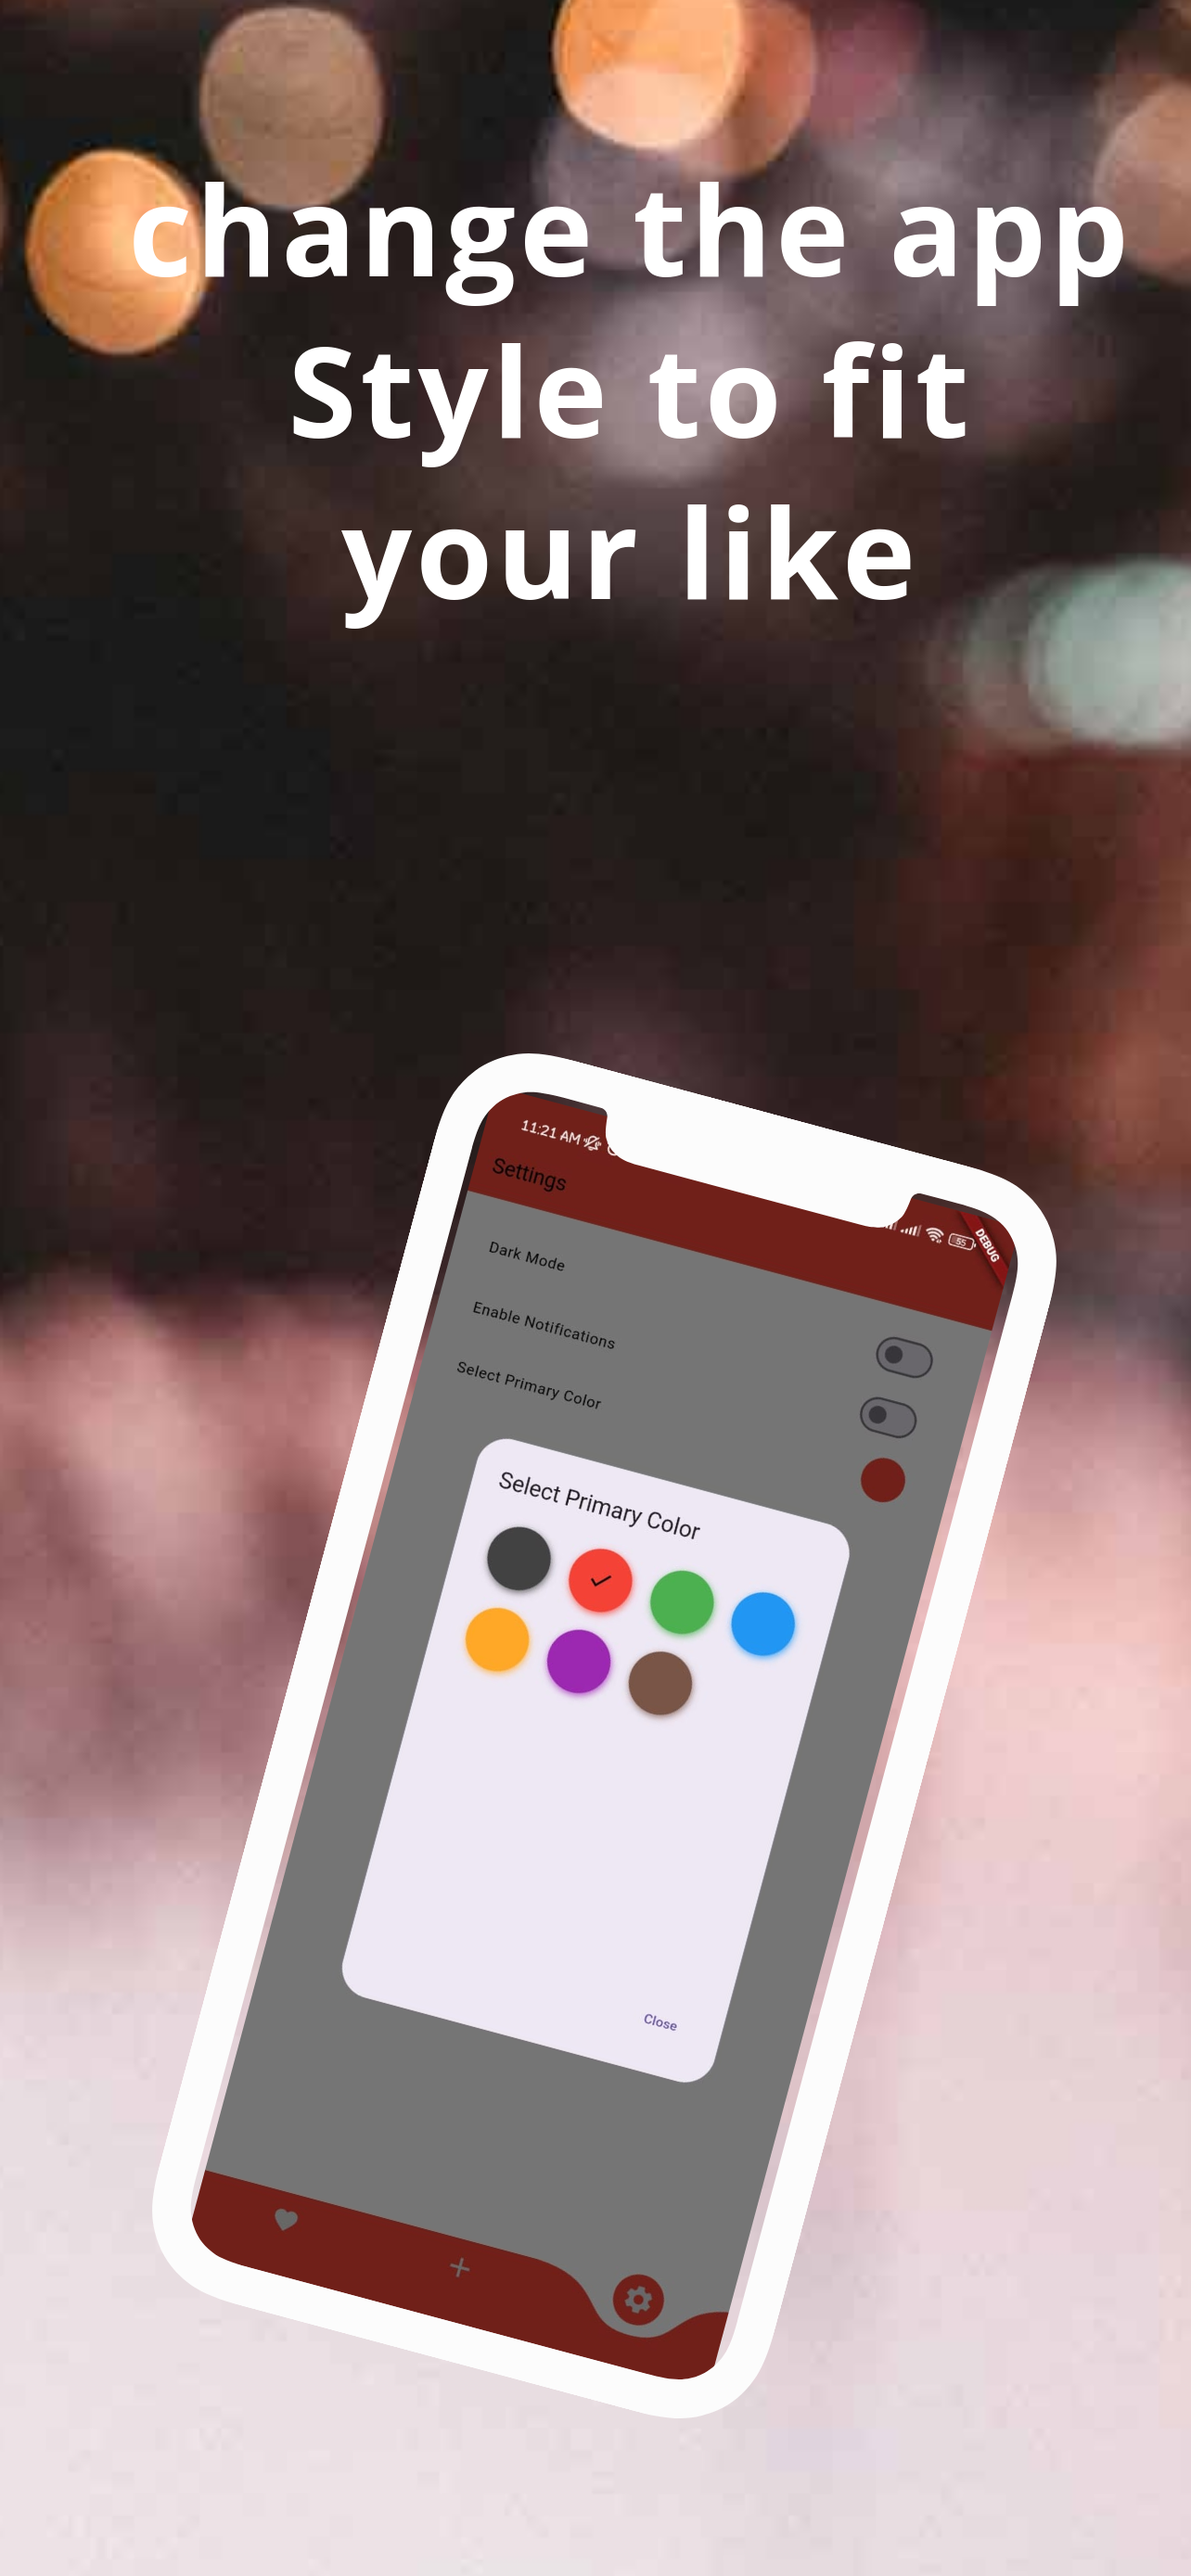 change the app
Style to fit
your like
11:21 AM
55
DEBUG
Settings
Dark Mode
Enable Notifications
Select Primary Color
Select Primary Color
Close